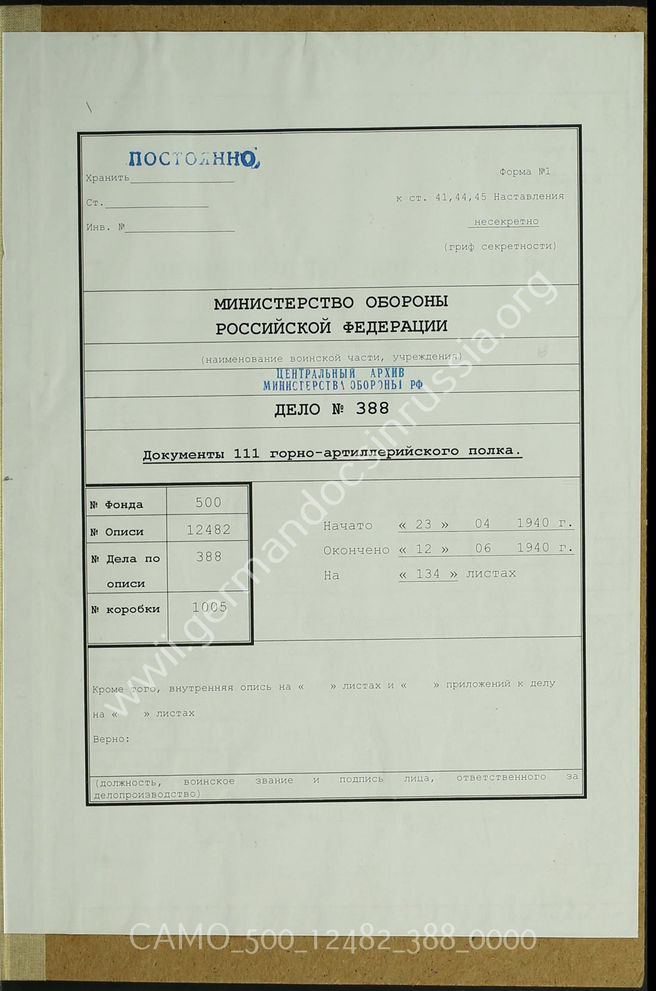 ПОСТОЯННО
Хранить
Форма №1
Ст.
к ст. 41,44,45 Наставления
Инв. №
несекретно
(гриф секретности)
МИНИСТЕРСТВО ОБОРОНЫ
РОССИЙСКОЙ ФЕДЕРАЦИИ
(наименование воинской части, учреждения)
ЦЕНТРАЛЬНЫЙ АРХИВ
МИНИСТЕРСТВА ОБОРОНЫ РФ
ДЕЛО № 388
Документы 111 горно-артиллерийского полка.
№ Фонда 500
№ Описи 12482
№ Дела по описи 388
№ коробки 1005
Начато « 23 » 04 1940 г.
Окончено « 12 » 06 1940 г.
На « 134 » листах
Кроме того, внутренняя опись на « » листах и « » приложений к делу
на « » листах
Верно:
(должность, воинское звание и подпись лица, ответственного за
делопроизводство)
www.germandocsinrussia.org
CAMO_500_12482_388_0000